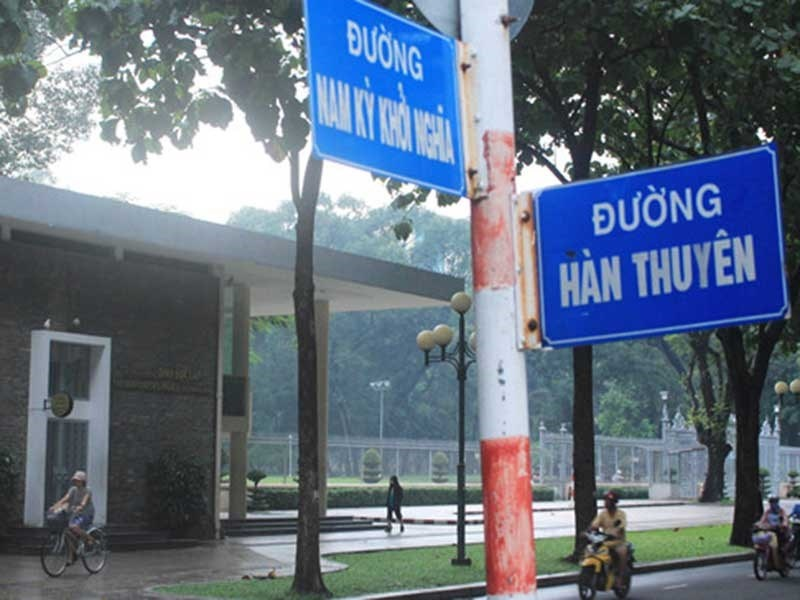 ĐƯỜNG
NAM KỲ KHỞI NGHĨA
ĐƯỜNG
HÀN THUYÊN